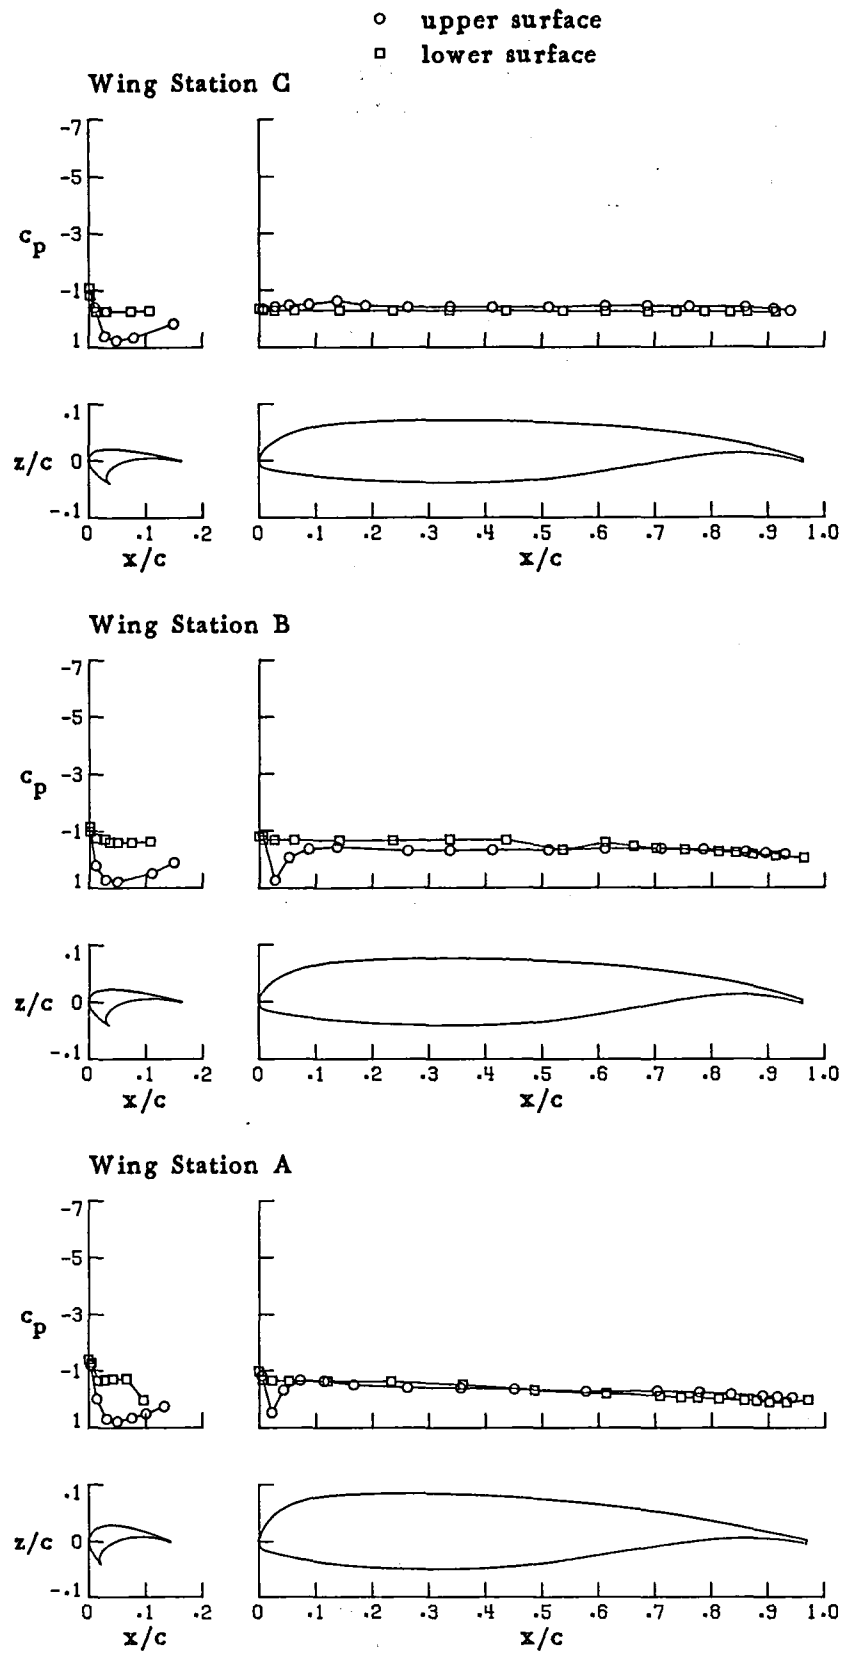 upper surface
lower surface
Wing Station C
-7
-5
-3
-1
1
c_p
.1
0
-.1
z/c
0 .1 .2
0 .1 .2 .3 .4 .5 .6 .7 .8 .9 1.0
x/c x/c
Wing Station B
-7
-5
-3
-1
1
c_p
.1
0
-.1
z/c
0 .1 .2
0 .1 .2 .3 .4 .5 .6 .7 .8 .9 1.0
x/c x/c
Wing Station A
-7
-5
-3
-1
1
c_p
.1
0
-.1
z/c
0 .1 .2
0 .1 .2 .3 .4 .5 .6 .7 .8 .9 1.0
x/c x/c